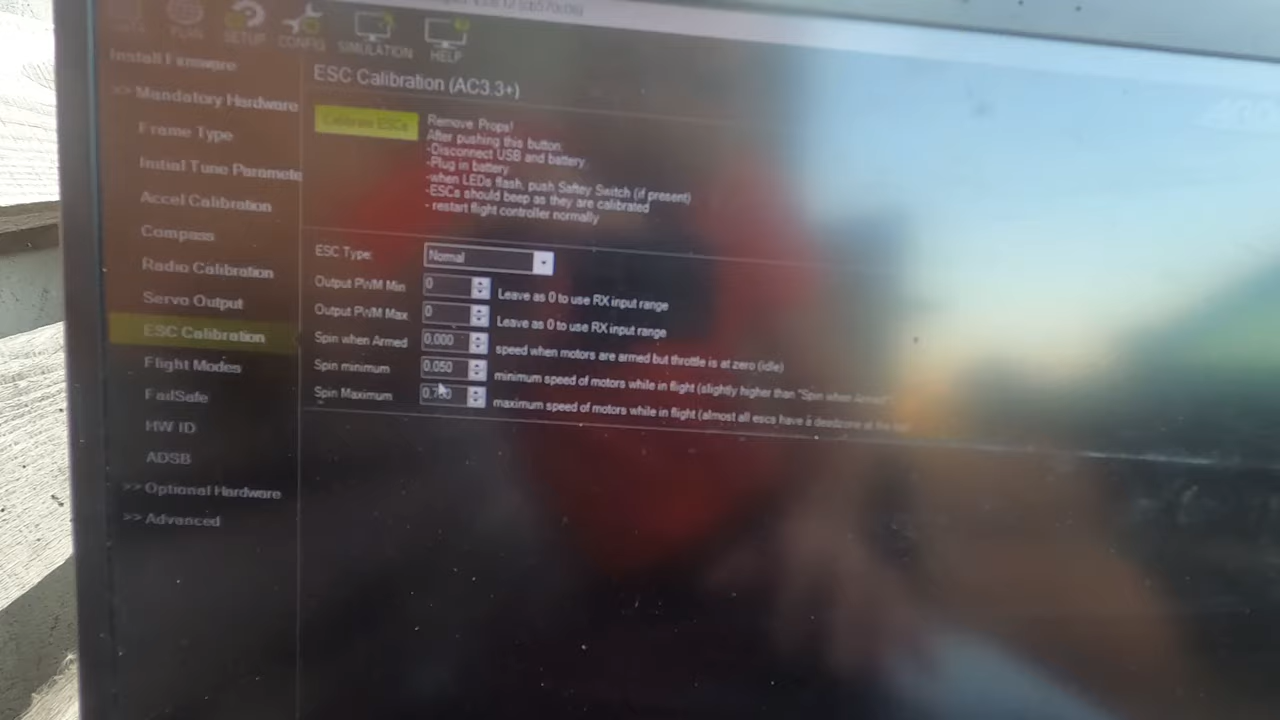 PLAN
SETUP
CONFIG
SIMULATION
HELP
Install Firmware
>> Mandatory Hardware
Frame Type
Initial Tune Paramete
Accel Calibration
Compass
Radio Calibration
Servo Output
ESC Calibration
Flight Modes
FailSafe
HW ID
ADSB
>> Optional Hardware
>> Advanced
ESC Calibration (AC3.3+)
Calibrate ESCs
Remove Props!
After pushing this button:
-Disconnect USB and battery
-Plug in battery
-when LEDs flash, push Saftey Switch (if present)
-ESCs should beep as they are calibrated
- restart flight controller normally
ESC Type: Normal
Output PWM Min 0 Leave as 0 to use RX input range
Output PWM Max 0 Leave as 0 to use RX input range
Spin when Armed 0.000 speed when motors are armed but throttle is at zero (idle)
Spin minimum 0.050 minimum speed of motors while in flight (slightly higher than "Spin when Armed"
Spin Maximum maximum speed of motors while in flight (almost all escs have a deadzone at the